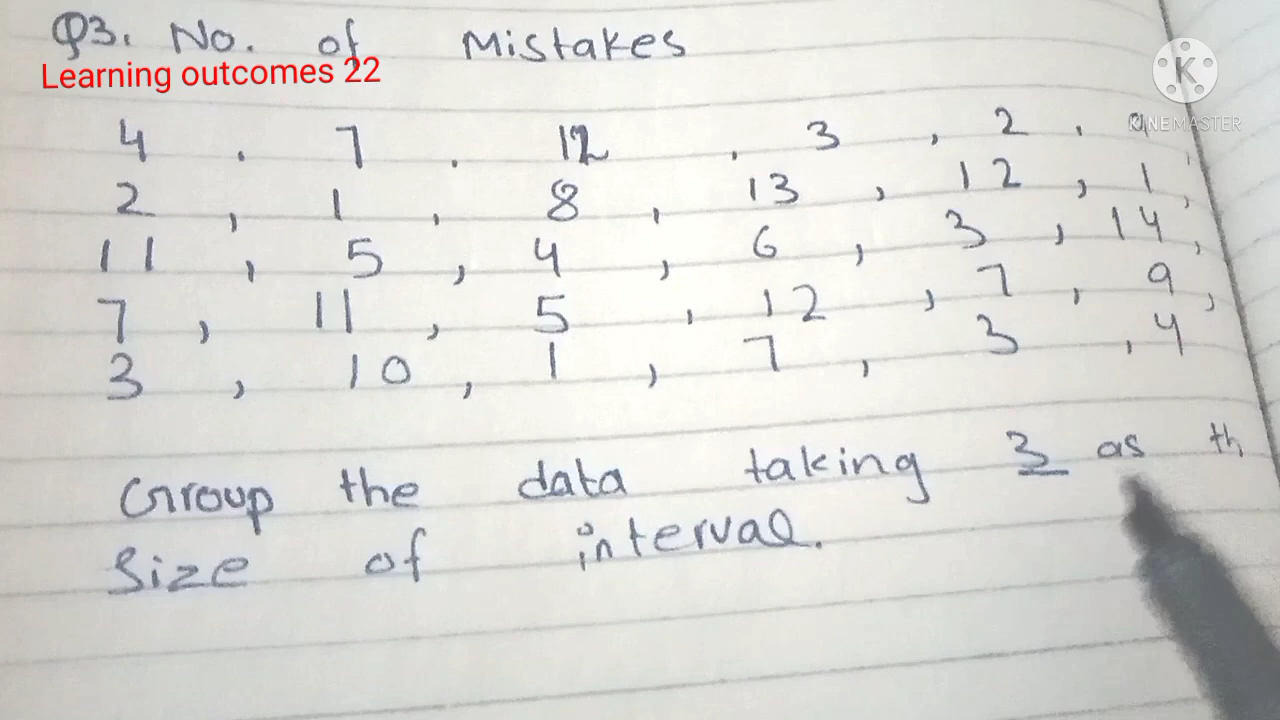 Q3. No. of Mistakes
Learning outcomes 22
K
KINEMASTER
4 . 7 . 12 . 3 , 2 .
2 , 1 , 8 , 13 , 12 , 1 ,
11 , 5 , 4 , 6 , 3 , 14 ,
7 , 11 , 5 , 12 , 7 , 9 ,
3 , 10 , 1 , 7 , 3 , 4
Group the data taking 3 as th
Size of interval.